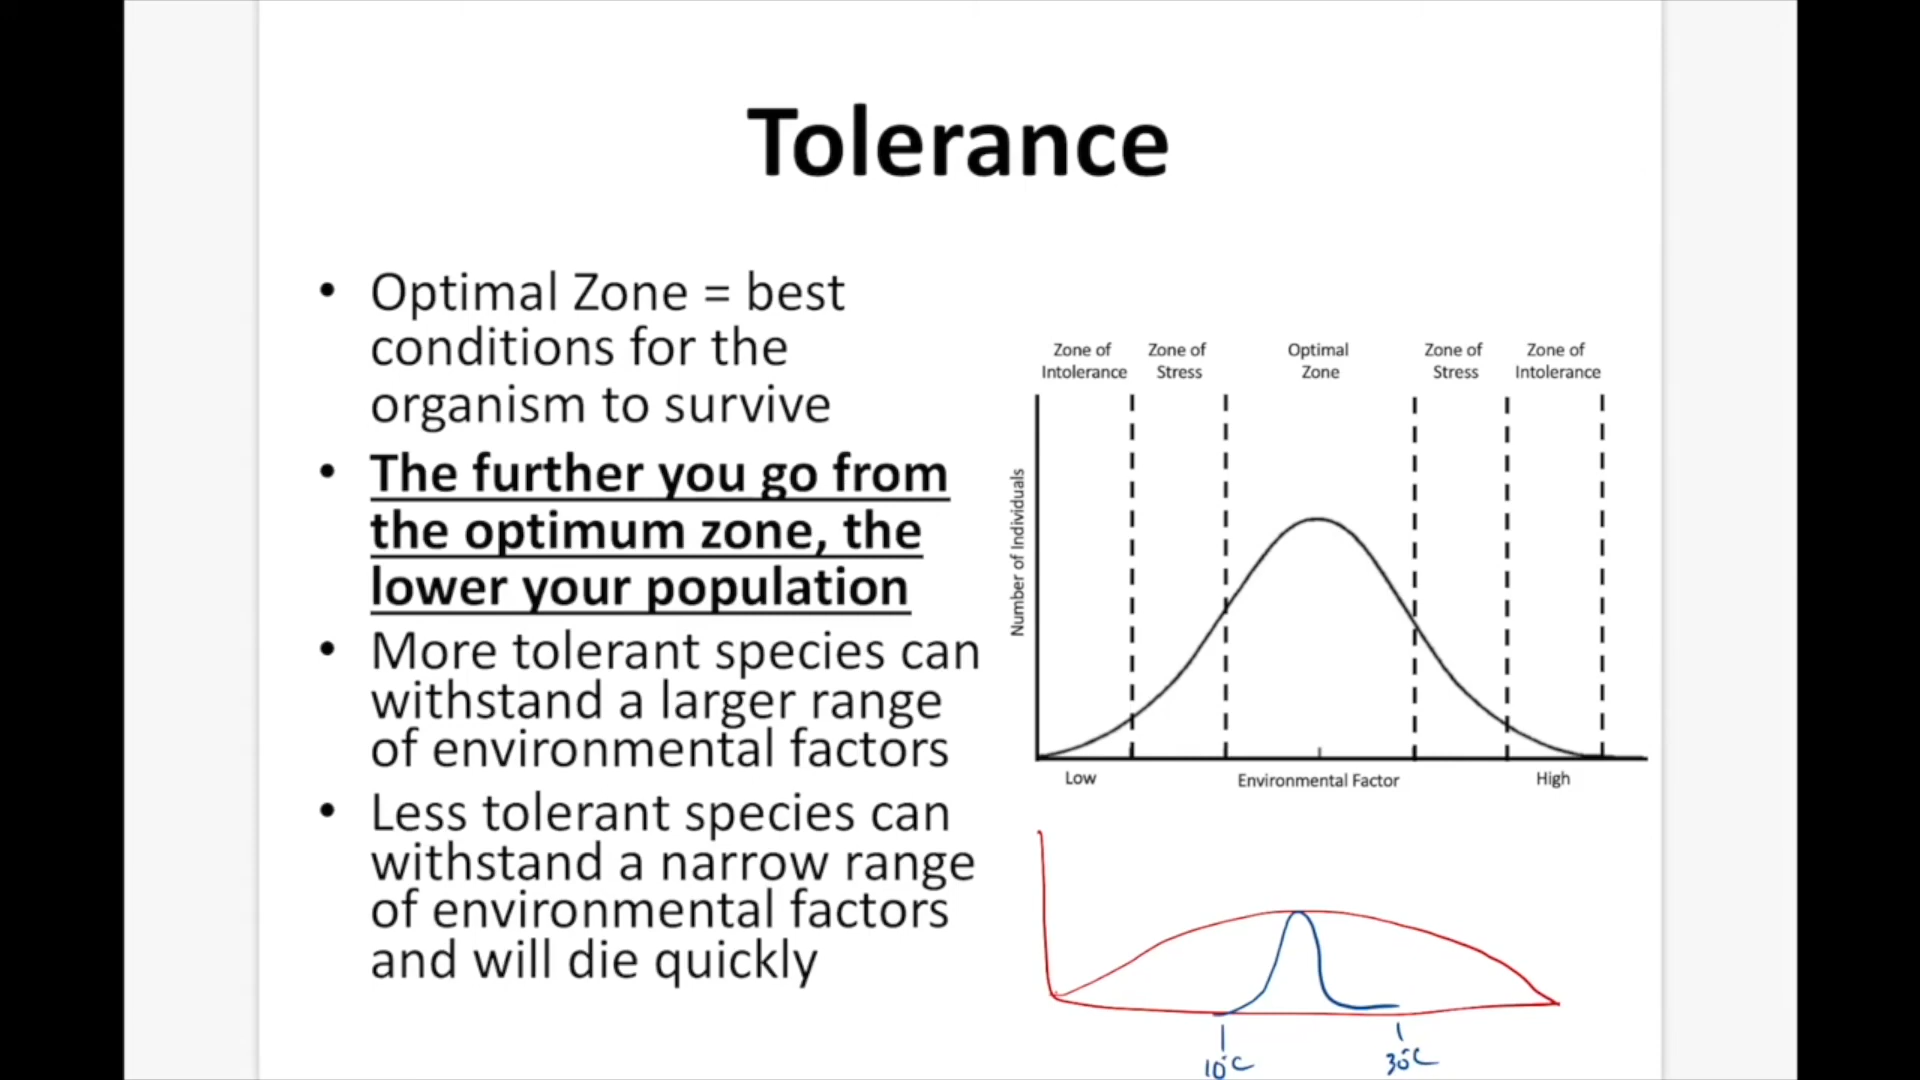 Tolerance
• Optimal Zone = best
conditions for the
organism to survive
• The further you go from
the optimum zone, the
lower your population
• More tolerant species can
withstand a larger range
of environmental factors
• Less tolerant species can
withstand a narrow range
of environmental factors
and will die quickly
Zone of Intolerance
Zone of Stress
Optimal Zone
Zone of Stress
Zone of Intolerance
Number of Individuals
Low
Environmental Factor
High
10°C
30°C